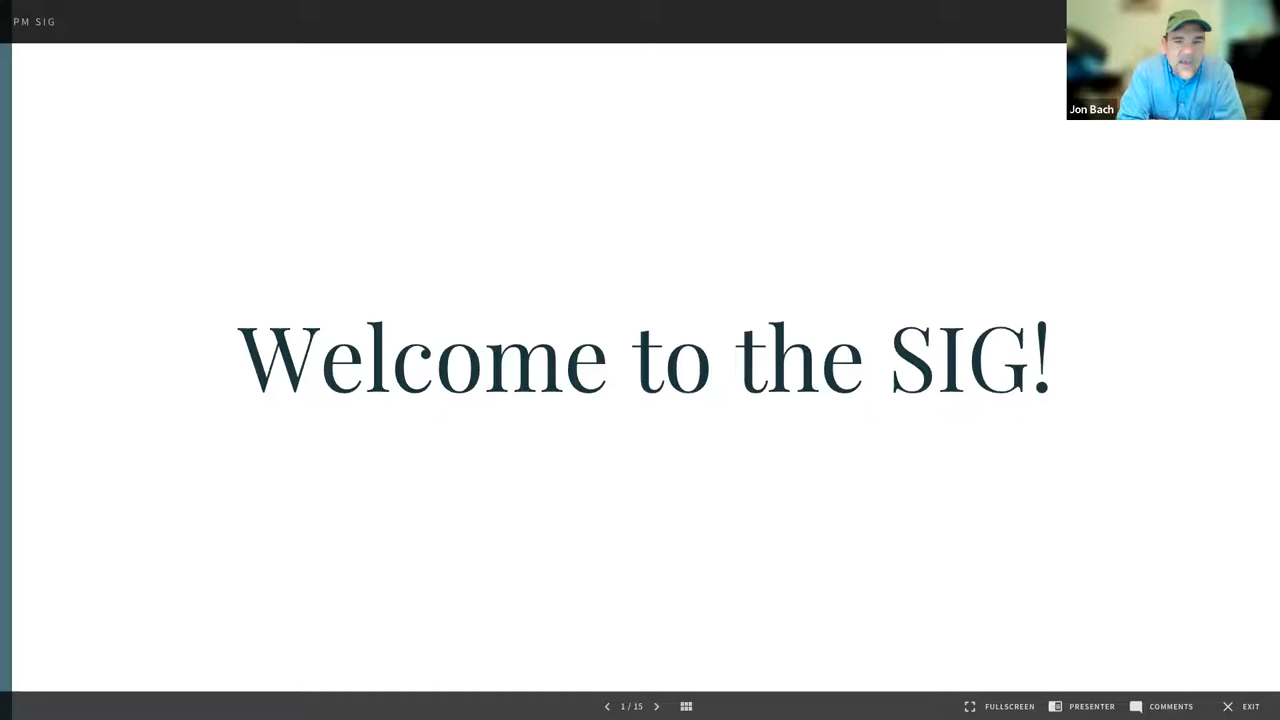 PM SIG
Jon Bach
Welcome to the SIG!
1 / 15
FULLSCREEN
PRESENTER
COMMENTS
EXIT